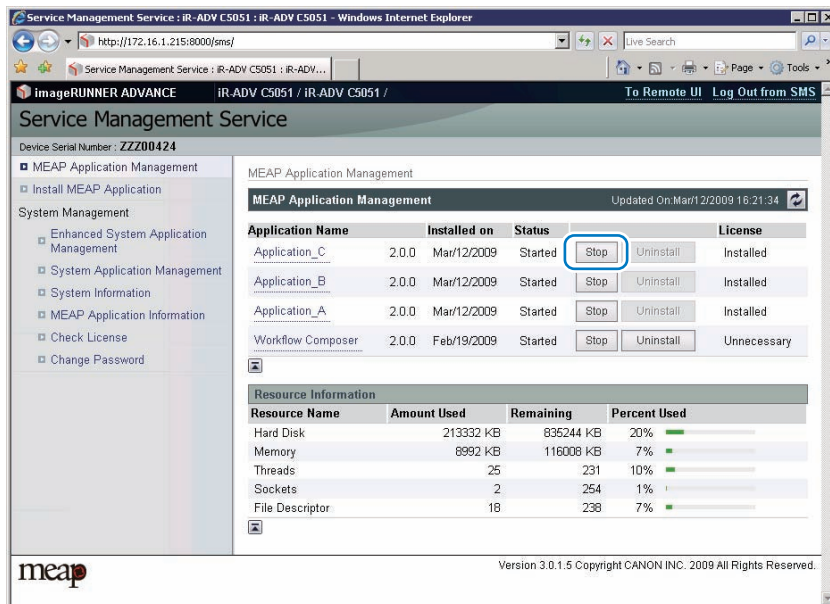 Service Management Service : iR-ADV C5051 : iR-ADV C5051 - Windows Internet Explorer
http://172.16.1.215:8000/sms/
Live Search
Service Management Service : iR-ADV C5051 : iR-ADV...
Page Tools
imageRUNNER ADVANCE iR-ADV C5051 / iR-ADV C5051 / To Remote UI Log Out from SMS
Service Management Service
Device Serial Number : ZZZ00424
MEAP Application Management
Install MEAP Application
System Management
Enhanced System Application
Management
System Application Management
System Information
MEAP Application Information
Check License
Change Password
MEAP Application Management
MEAP Application Management Updated On:Mar/12/2009 16:21:34
Application Name Installed on Status License
Application_C 2.0.0 Mar/12/2009 Started Stop Uninstall Installed
Application_B 2.0.0 Mar/12/2009 Started Stop Uninstall Installed
Application_A 2.0.0 Mar/12/2009 Started Stop Uninstall Installed
Workflow Composer 2.0.0 Feb/19/2009 Started Stop Uninstall Unnecessary
Resource Information
Resource Name Amount Used Remaining Percent Used
Hard Disk 213332 KB 835244 KB 20%
Memory 8992 KB 116008 KB 7%
Threads 25 231 10%
Sockets 2 254 1%
File Descriptor 18 238 7%
meap
Version 3.0.1.5 Copyright CANON INC. 2009 All Rights Reserved.